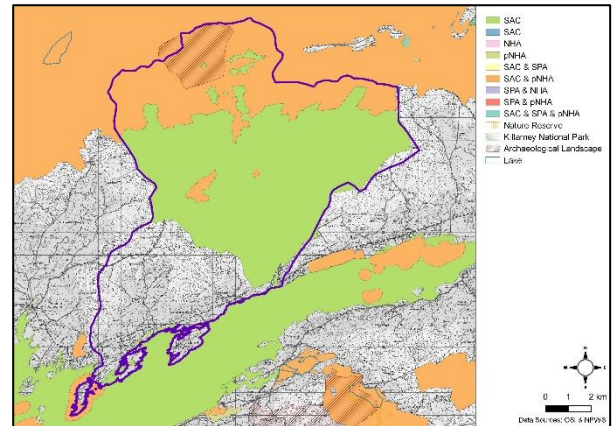 SAC
SAC
NHA
pNHA
SAC & SPA
SAC & pNHA
SPA & NHA
SPA & pNHA
SAC & SPA & pNHA
Nature Reserve
Killarney National Park
Archaeological Landscape
Lake
N
W
E
S
0 1 2 km
Data Sources: OSi & NPWS